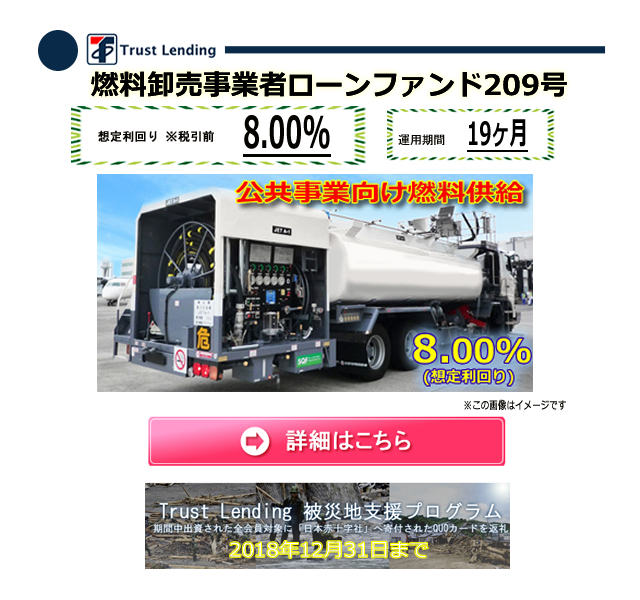 Trust Lending
燃料卸売事業者ローンファンド209号
想定利回り ※税引前 8.00%
運用期間 19ヶ月
公共事業向け燃料供給
JET A-1
危
SQF
8.00%
(想定利回り)
※この画像はイメージです
詳細はこちら
Trust Lending 被災地支援プログラム
期間中出資された全会員対象に「日本赤十字社」へ寄付されたQUOカードを返礼
2018年12月31日まで